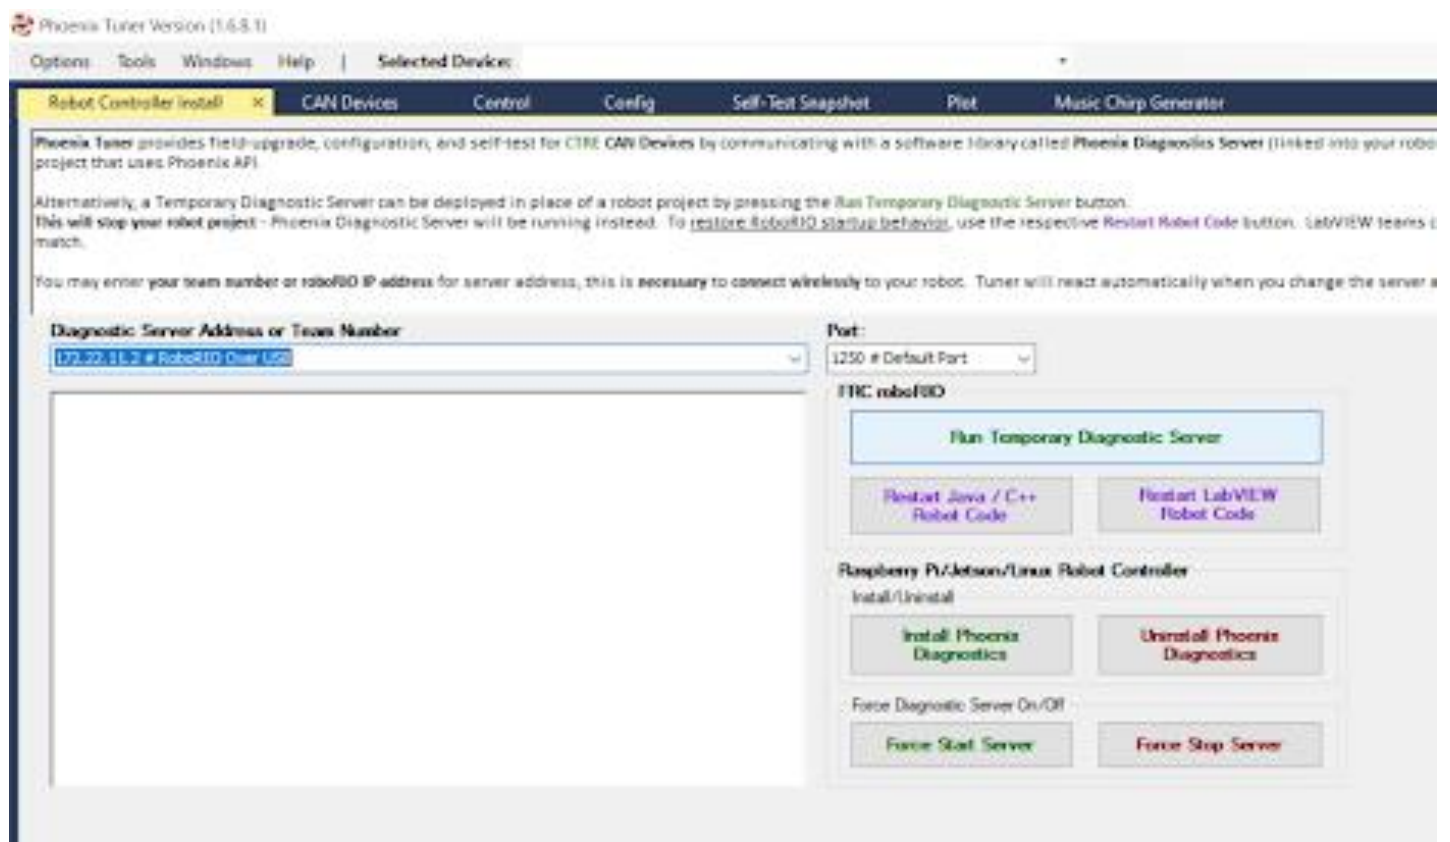 Phoenix Tuner Version (1.6.8.1)
Options Tools Windows Help | Selected Device:
Robot Controller Install × CAN Devices Control Config Self-Test Snapshot Plot Music Chirp Generator
Phoenix Tuner provides field-upgrade, configuration, and self-test for CTRE CAN Devices by communicating with a software library called Phoenix Diagnostics Server (linked into your robo
project that uses Phoenix API.
Alternatively, a Temporary Diagnostic Server can be deployed in place of a robot project by pressing the Run Temporary Diagnostic Server button.
This will stop your robot project - Phoenix Diagnostic Server will be running instead. To restore RoboRIO startup behavior, use the respective Restart Robot Code button. LabVIEW teams c
match.
You may enter your team number or roboRIO IP address for server address, this is necessary to connect wirelessly to your robot. Tuner will react automatically when you change the server a
Diagnostic Server Address or Team Number
Port:
172.22.11.2 # RoboRIO Over USB
1250 # Default Port
FRC roboRIO
Run Temporary Diagnostic Server
Restart Java / C++
Robot Code
Restart LabVIEW
Robot Code
Raspberry Pi/Jetson/Linux Robot Controller
Install/Uninstall
Install Phoenix
Diagnostics
Uninstall Phoenix
Diagnostics
Force Diagnostic Server On/Off
Force Start Server
Force Stop Server